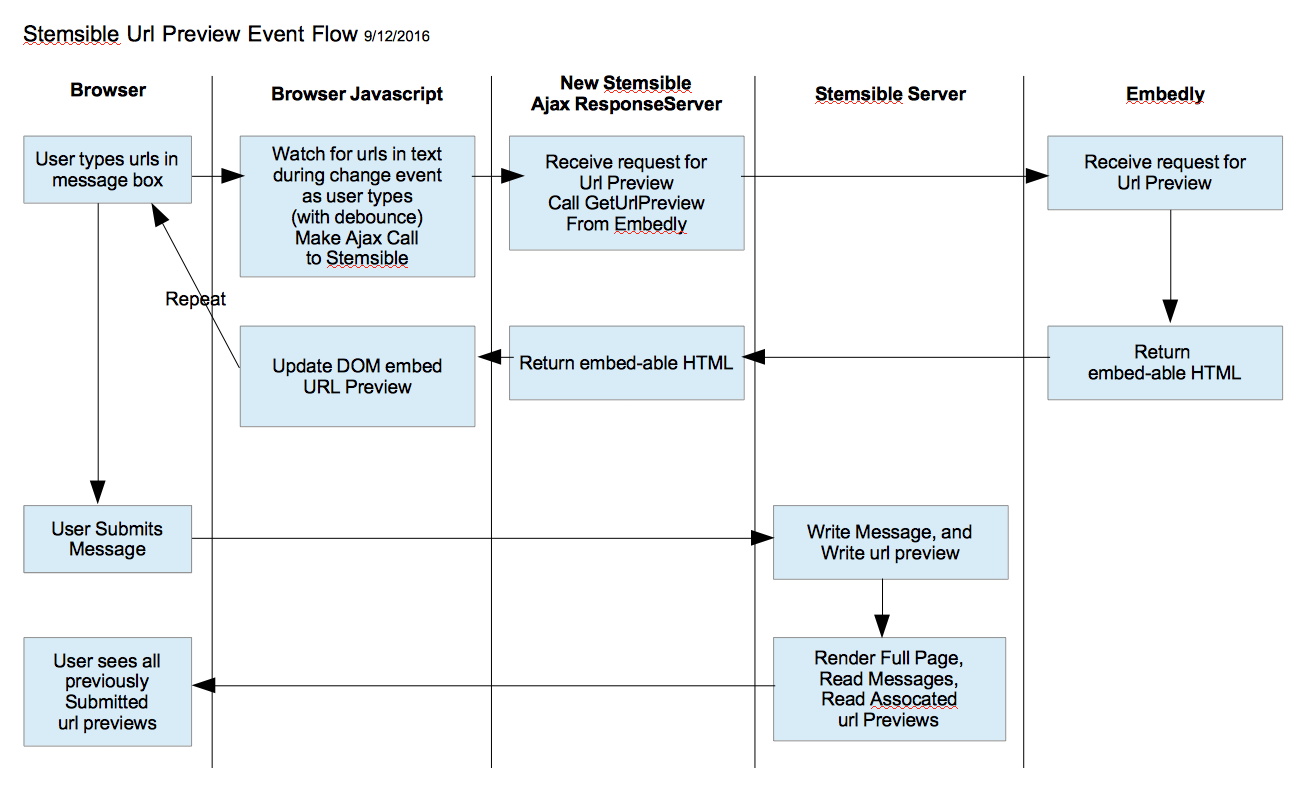 Stemsible Url Preview Event Flow 9/12/2016
Browser
Browser Javascript
New Stemsible
Ajax ResponseServer
Stemsible Server
Embedly
User types urls in
message box
Watch for urls in text
during change event
as user types
(with debounce)
Make Ajax Call
to Stemsible
Receive request for
Url Preview
Call GetUrlPreview
From Embedly
Receive request for
Url Preview
Repeat
Update DOM embed
URL Preview
Return embed-able HTML
Return
embed-able HTML
User Submits
Message
Write Message, and
Write url preview
User sees all
previously
Submitted
url previews
Render Full Page,
Read Messages,
Read Assocated
url Previews